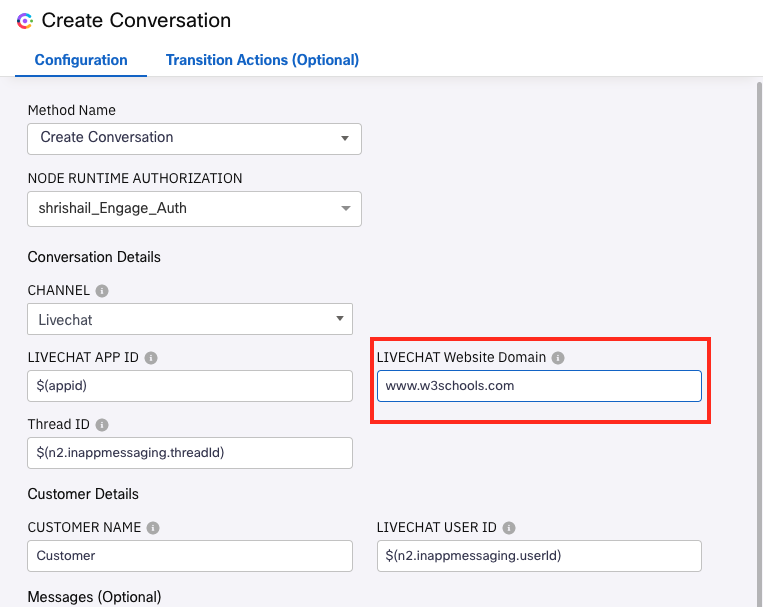 Create Conversation
Configuration
Transition Actions (Optional)
Method Name
Create Conversation
NODE RUNTIME AUTHORIZATION
shrishail_Engage_Auth
Conversation Details
CHANNEL
Livechat
LIVECHAT APP ID
$(appid)
LIVECHAT Website Domain
www.w3schools.com
Thread ID
$(n2.inappmessaging.threadId)
Customer Details
CUSTOMER NAME
Customer
LIVECHAT USER ID
$(n2.inappmessaging.userId)
Messages (Optional)